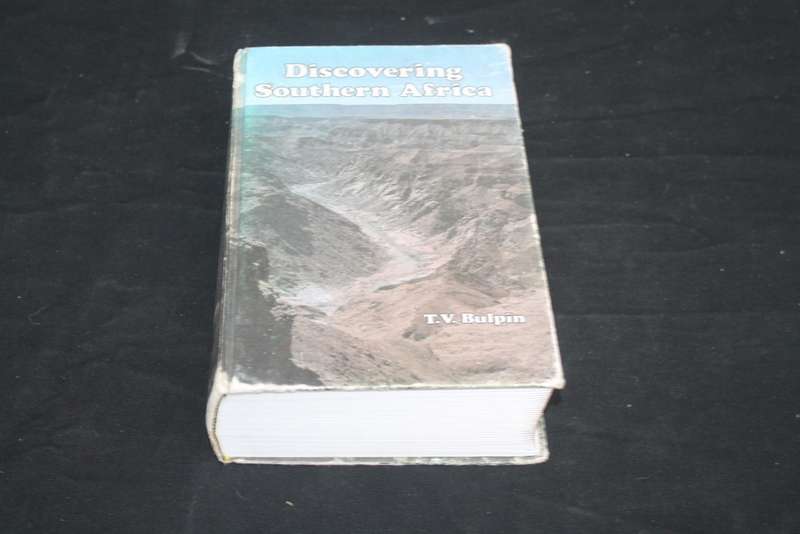 Discovering
Southern Africa
T.V. Bulpin